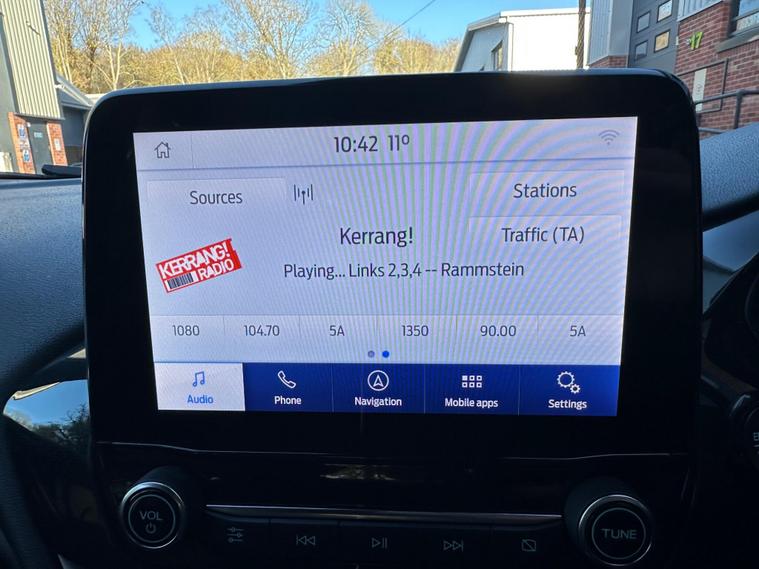 17
10:42 11º
Sources
Stations
Kerrang!
Traffic (TA)
KERRANG!
RADIO
Playing... Links 2,3,4 -- Rammstein
1080 104.70 5A 1350 90.00 5A
Audio Phone Navigation Mobile apps Settings
VOL
TUNE